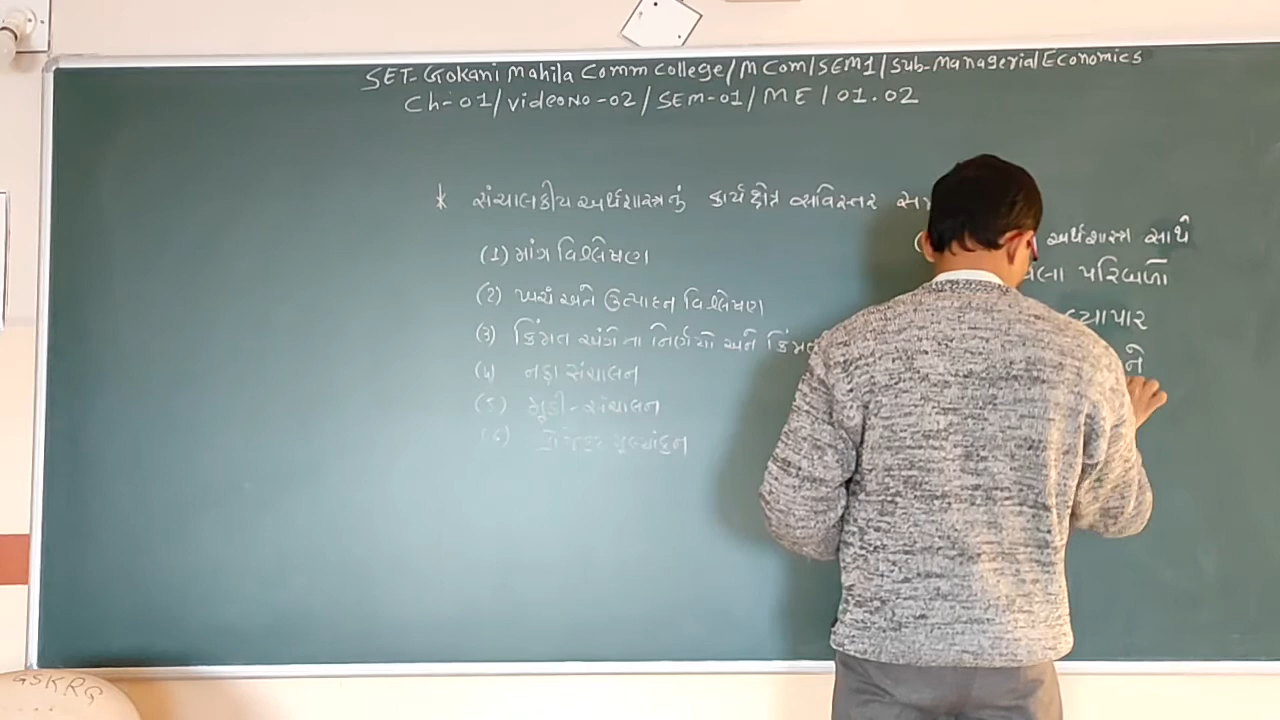 SET-Gokani Mahila Comm College/MCom/SEM1/Sub-Managerial Economics
Ch-01/videoNO-02/SEM-01/ME/01.02
* સંચાલકીય અર્થશાસ્ત્રનું કાર્યક્ષેત્ર સવિસ્તર
(1) માંગ વિશ્લેષણ
(2) ખર્ચ અને ઉત્પાદન વિશ્લેષણ
(3) કિંમત અંગેના નિર્ણયો અને
(4) નફા સંચાલન
(5) મૂડી-સંચાલન
(6) પ્રોજેક્ટ મૂલ્યાંકન
અર્થશાસ્ત્ર સાથે
પરિબળો
વ્યાપાર
GSKRG